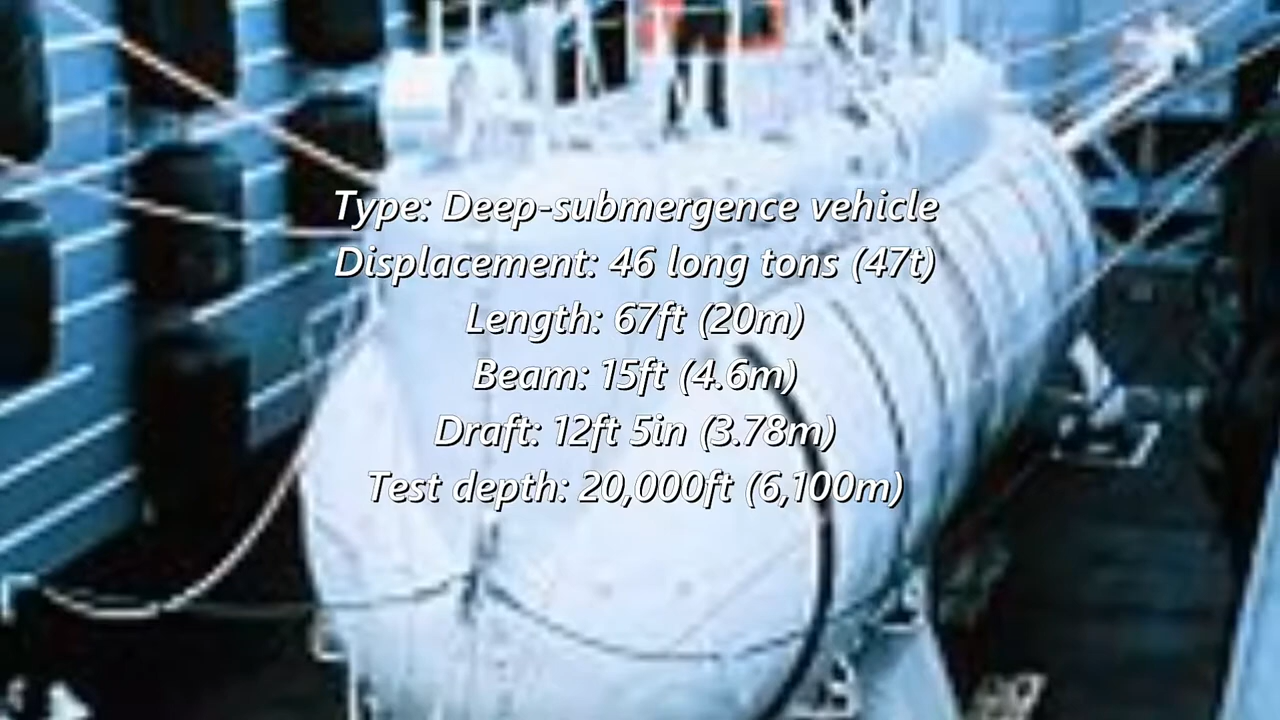 Type: Deep-submergence vehicle
Displacement: 46 long tons (47t)
Length: 67ft (20m)
Beam: 15ft (4.6m)
Draft: 12ft 5in (3.78m)
Test depth: 20,000ft (6,100m)